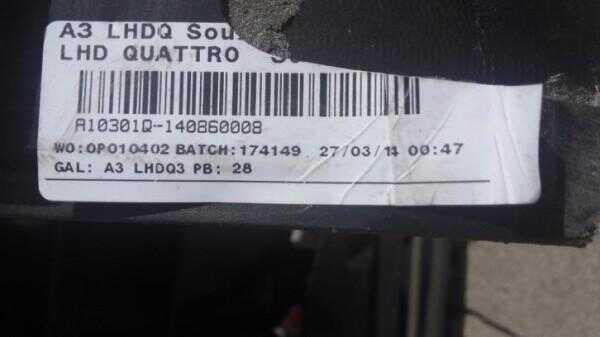 A3 LHDQ Sou
LHD QUATTRO
A10301Q-140860008
WO:OP010402 BATCH:174149 27/03/14 00:47
GAL: A3 LHDQ3 PB: 28